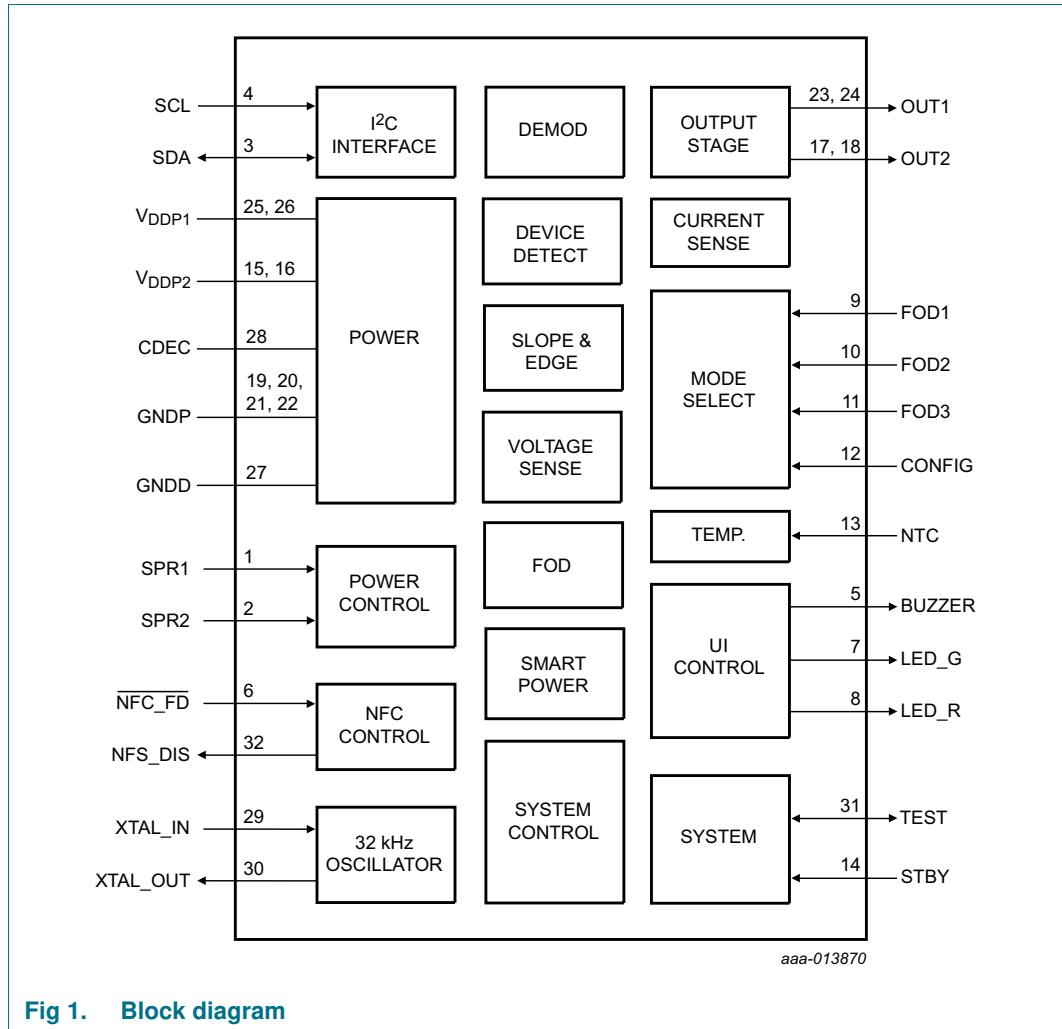 SCL
4
SDA
3
I2C
INTERFACE
DEMOD
OUTPUT
STAGE
23, 24
OUT1
17, 18
OUT2
VDDP1
25, 26
VDDP2
15, 16
CDEC
28
GNDP
19, 20,
21, 22
GNDD
27
POWER
DEVICE
DETECT
CURRENT
SENSE
SLOPE &
EDGE
VOLTAGE
SENSE
MODE
SELECT
9
FOD1
10
FOD2
11
FOD3
12
CONFIG
TEMP.
13
NTC
SPR1
1
SPR2
2
POWER
CONTROL
FOD
SMART
POWER
UI
CONTROL
5
BUZZER
7
LED_G
8
LED_R
NFC_FD
6
NFS_DIS
32
NFC
CONTROL
XTAL_IN
29
XTAL_OUT
30
32 kHz
OSCILLATOR
SYSTEM
CONTROL
SYSTEM
31
TEST
14
STBY
aaa-013870
Fig 1. Block diagram